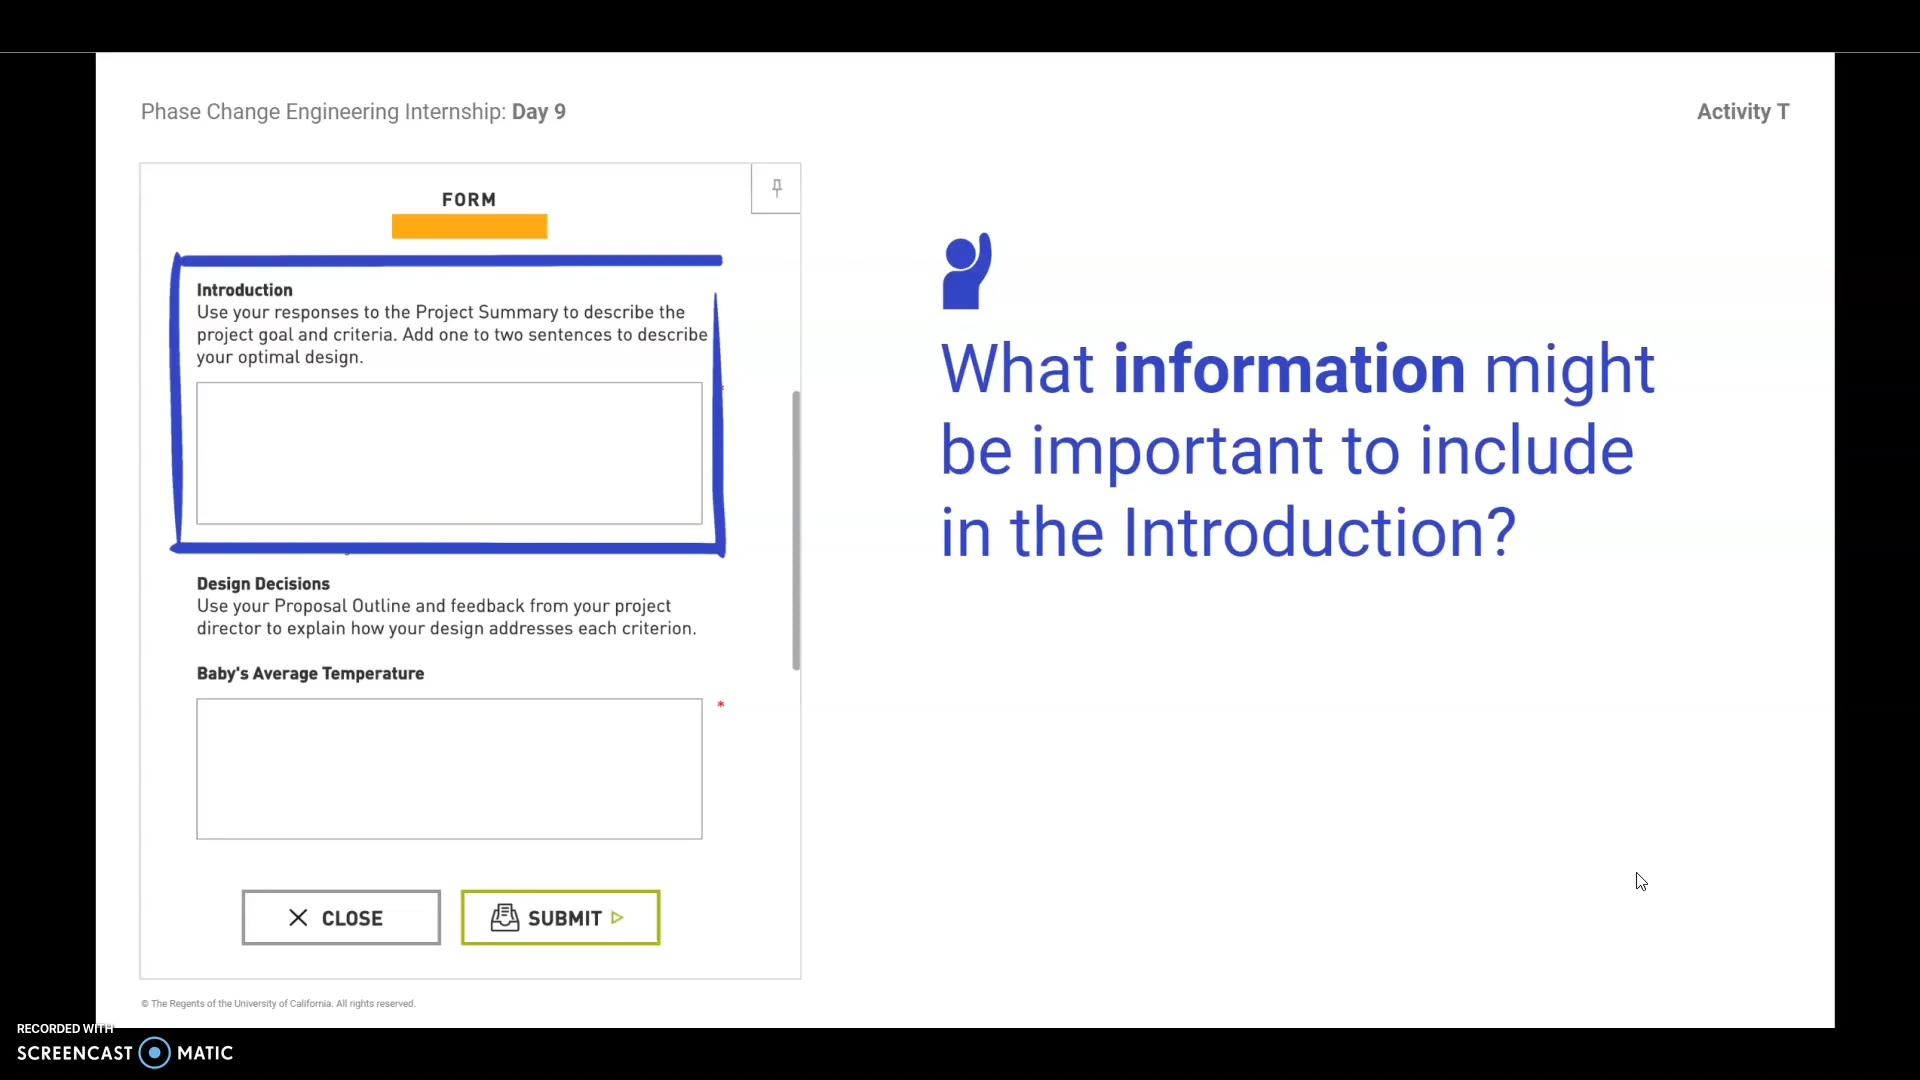 Phase Change Engineering Internship: Day 9
Activity T
FORM
Introduction
Use your responses to the Project Summary to describe the
project goal and criteria. Add one to two sentences to describe
your optimal design.
Design Decisions
Use your Proposal Outline and feedback from your project
director to explain how your design addresses each criterion.
Baby's Average Temperature
*
CLOSE
SUBMIT
What information might
be important to include
in the Introduction?
© The Regents of the University of California. All rights reserved.
RECORDED WITH
SCREENCAST MATIC